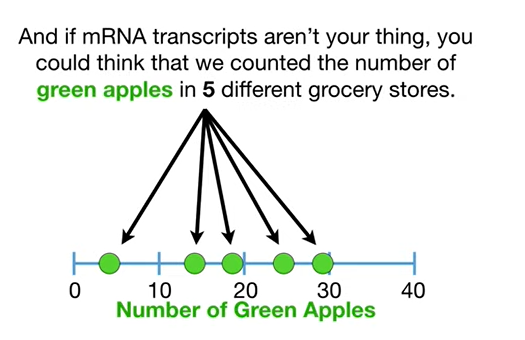 And if mRNA transcripts aren’t your thing, you
could think that we counted the number of
green apples in 5 different grocery stores.
0 10 20 30 40
Number of Green Apples